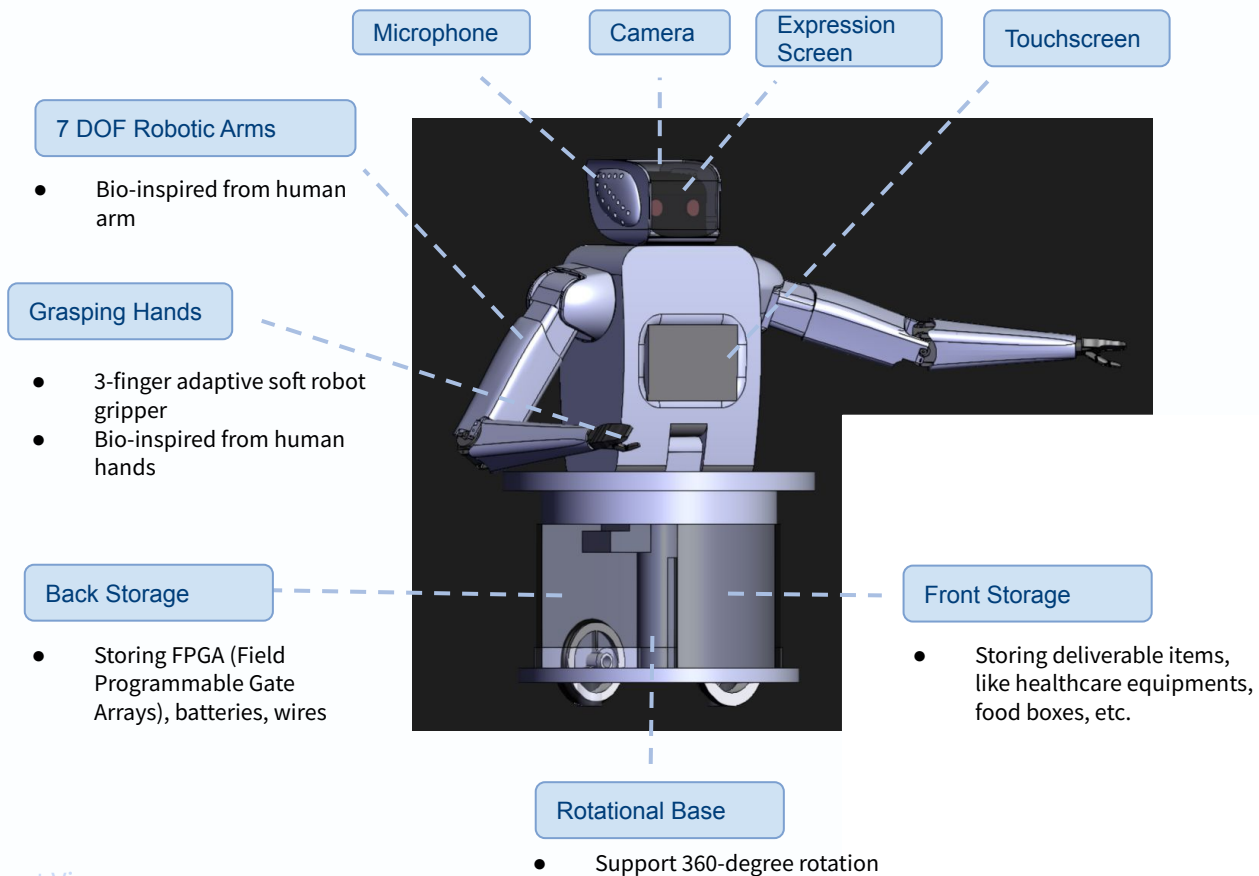 Microphone
Camera
Expression
Screen
Touchscreen
7 DOF Robotic Arms
● Bio-inspired from human
arm
Grasping Hands
● 3-finger adaptive soft robot
gripper
● Bio-inspired from human
hands
Back Storage
● Storing FPGA (Field
Programmable Gate
Arrays), batteries, wires
Front Storage
● Storing deliverable items,
like healthcare equipments,
food boxes, etc.
Rotational Base
● Support 360-degree rotation